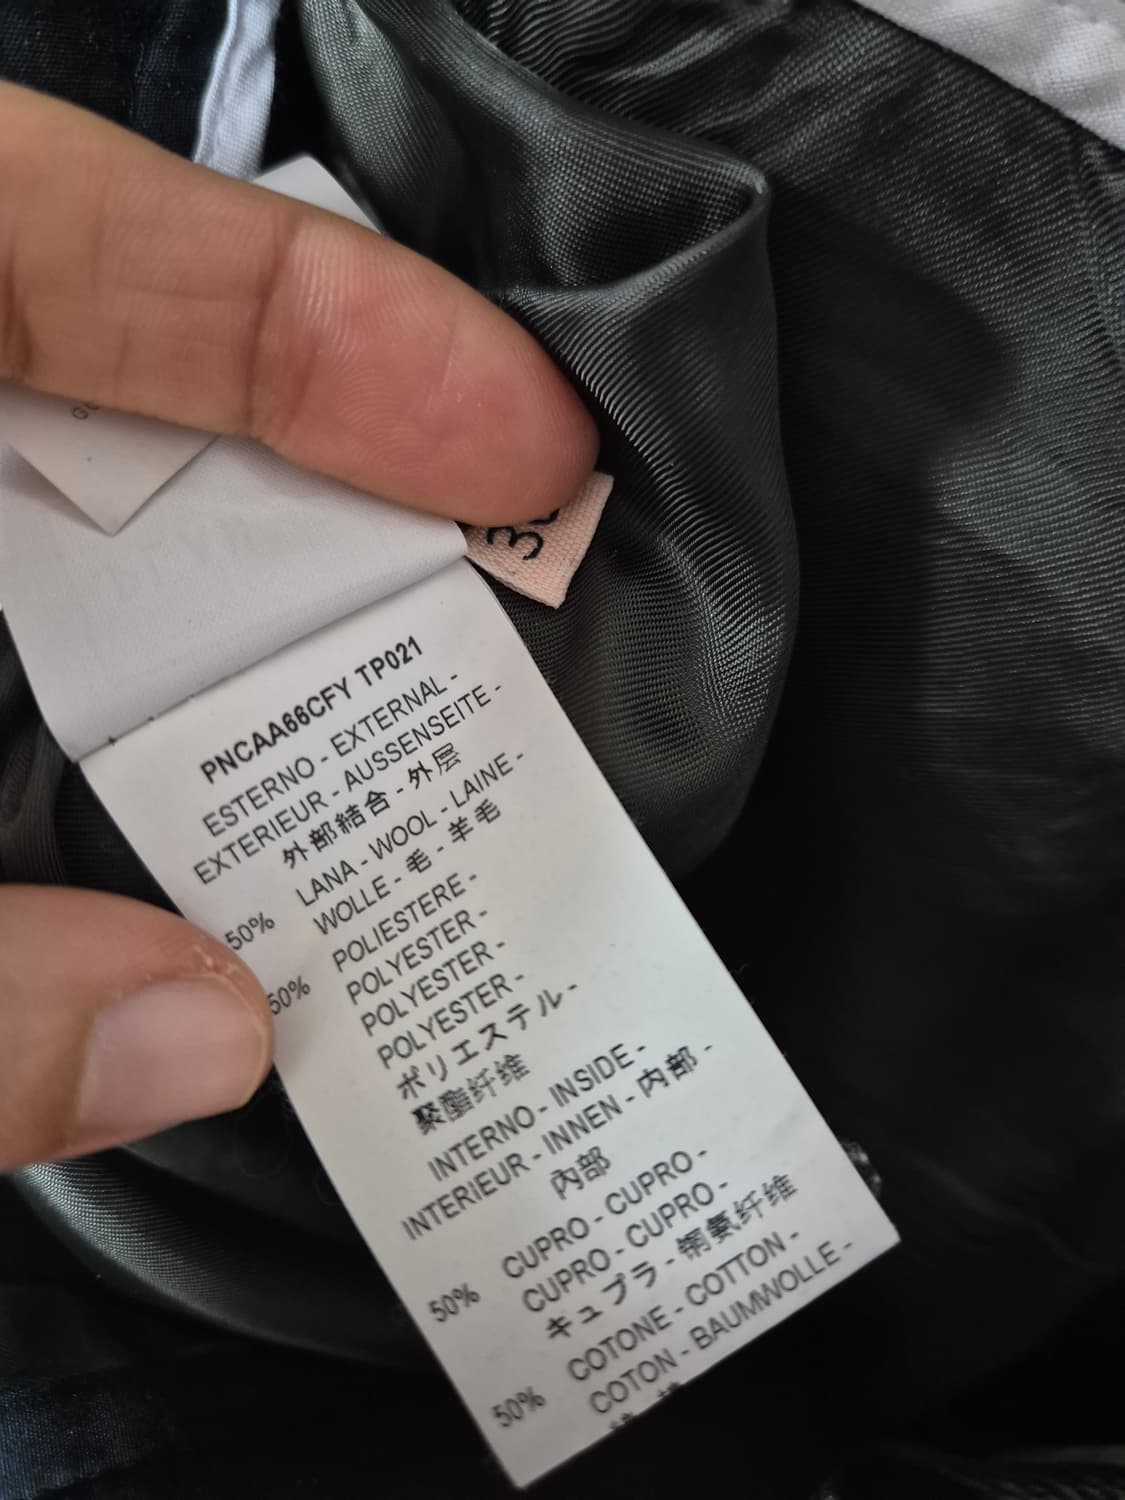 PNCAA66CFY TP021
ESTERNO - EXTERNAL -
EXTERIEUR - AUSSENSEITE -
外部結合 - 外层
50% LANA - WOOL - LAINE -
WOLLE - 毛 - 羊毛
50% POLIESTERE -
POLYESTER -
POLYESTER -
POLYESTER -
ポリエステル -
聚酯纤维
INTERNO - INSIDE -
INTERIEUR - INNEN - 内部 -
內部
50% CUPRO - CUPRO -
CUPRO - CUPRO -
キュプラ - 铜氨纤维
50% COTONE - COTTON -
COTON - BAUMWOLLE -